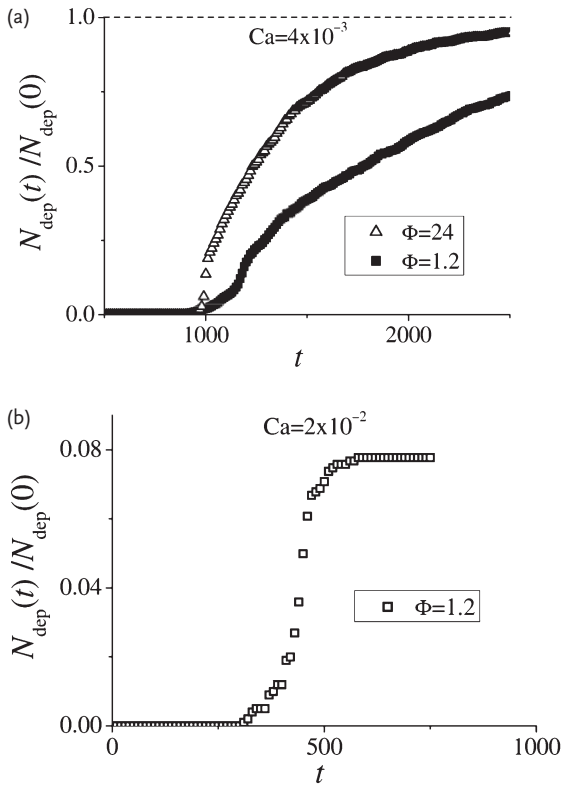 (a)
1.0
Ca=4x10⁻³
N_dep(t) /N_dep(0)
0.5
△ Φ=24
■ Φ=1.2
0.0
1000
2000
t
(b)
Ca=2x10⁻²
0.08
N_dep(t) /N_dep(0)
0.04
□ Φ=1.2
0.00
0
500
1000
t